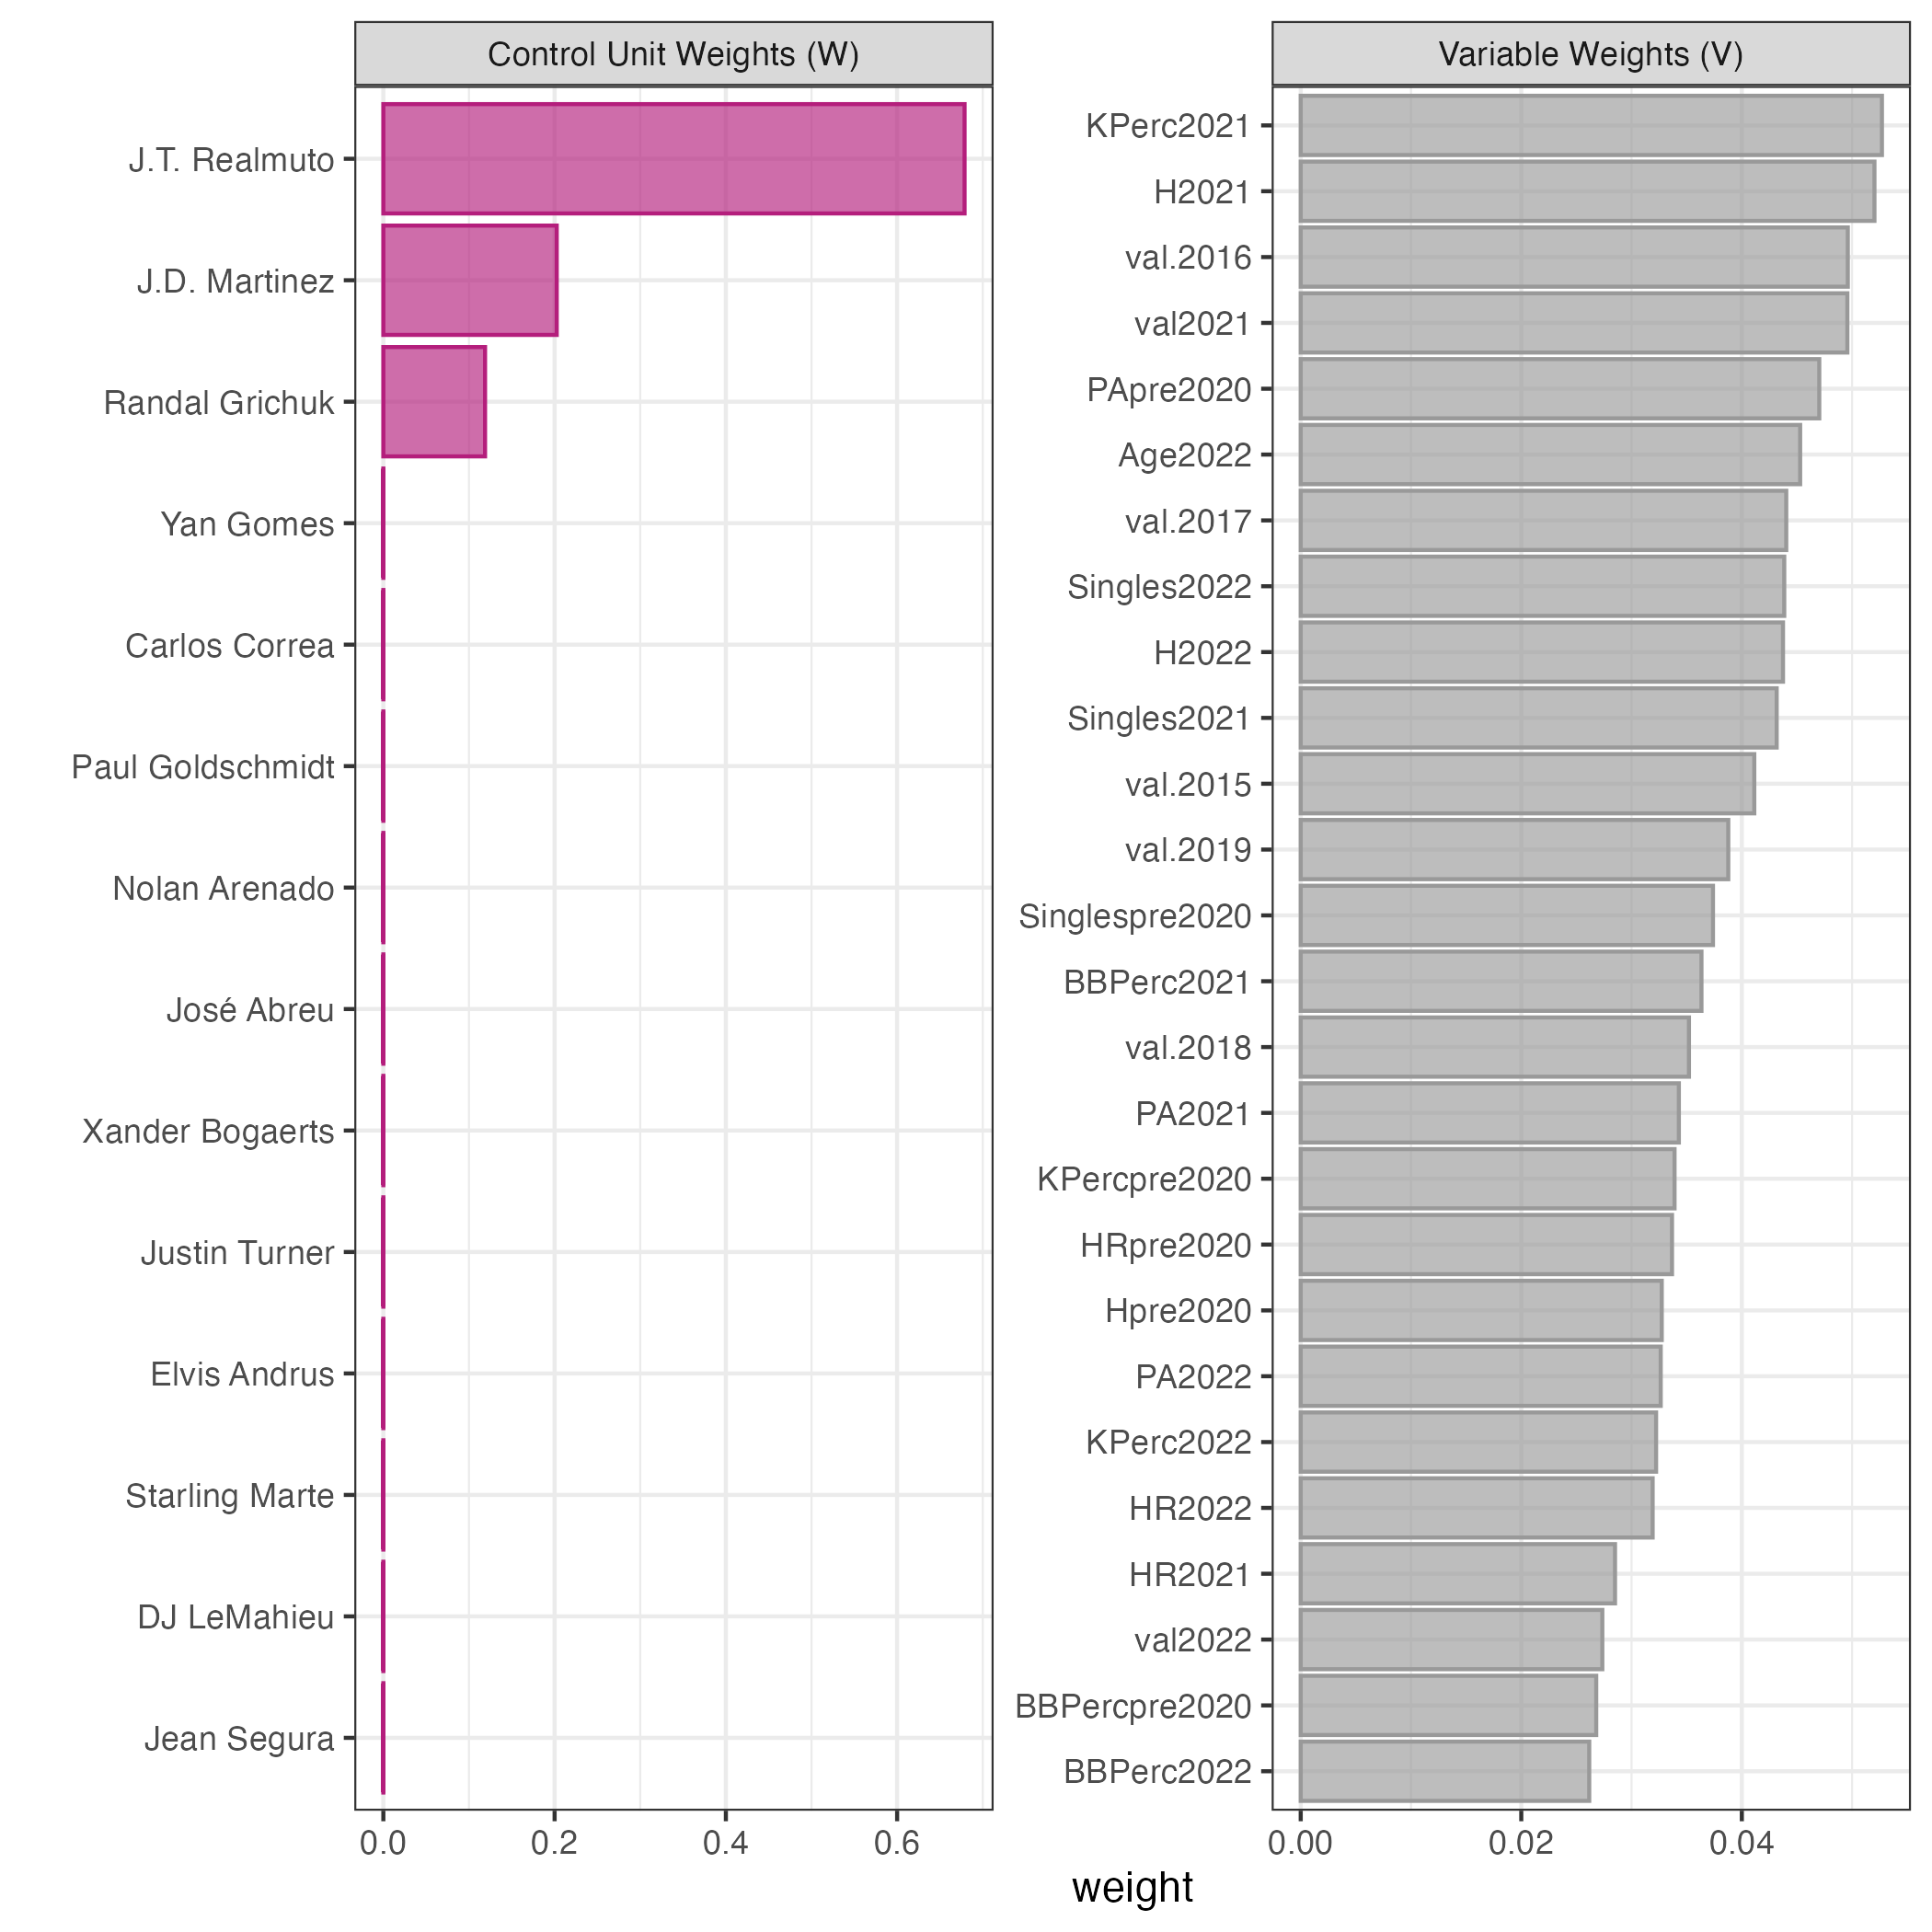 Control Unit Weights (W)
J.T. Realmuto
J.D. Martinez
Randal Grichuk
Yan Gomes
Carlos Correa
Paul Goldschmidt
Nolan Arenado
José Abreu
Xander Bogaerts
Justin Turner
Elvis Andrus
Starling Marte
DJ LeMahieu
Jean Segura
0.0 0.2 0.4 0.6
Variable Weights (V)
KPerc2021
H2021
val.2016
val2021
PApre2020
Age2022
val.2017
Singles2022
H2022
Singles2021
val.2015
val.2019
Singlespre2020
BBPerc2021
val.2018
PA2021
KPercpre2020
HRpre2020
Hpre2020
PA2022
KPerc2022
HR2022
HR2021
val2022
BBPercpre2020
BBPerc2022
0.00 0.02 0.04
weight